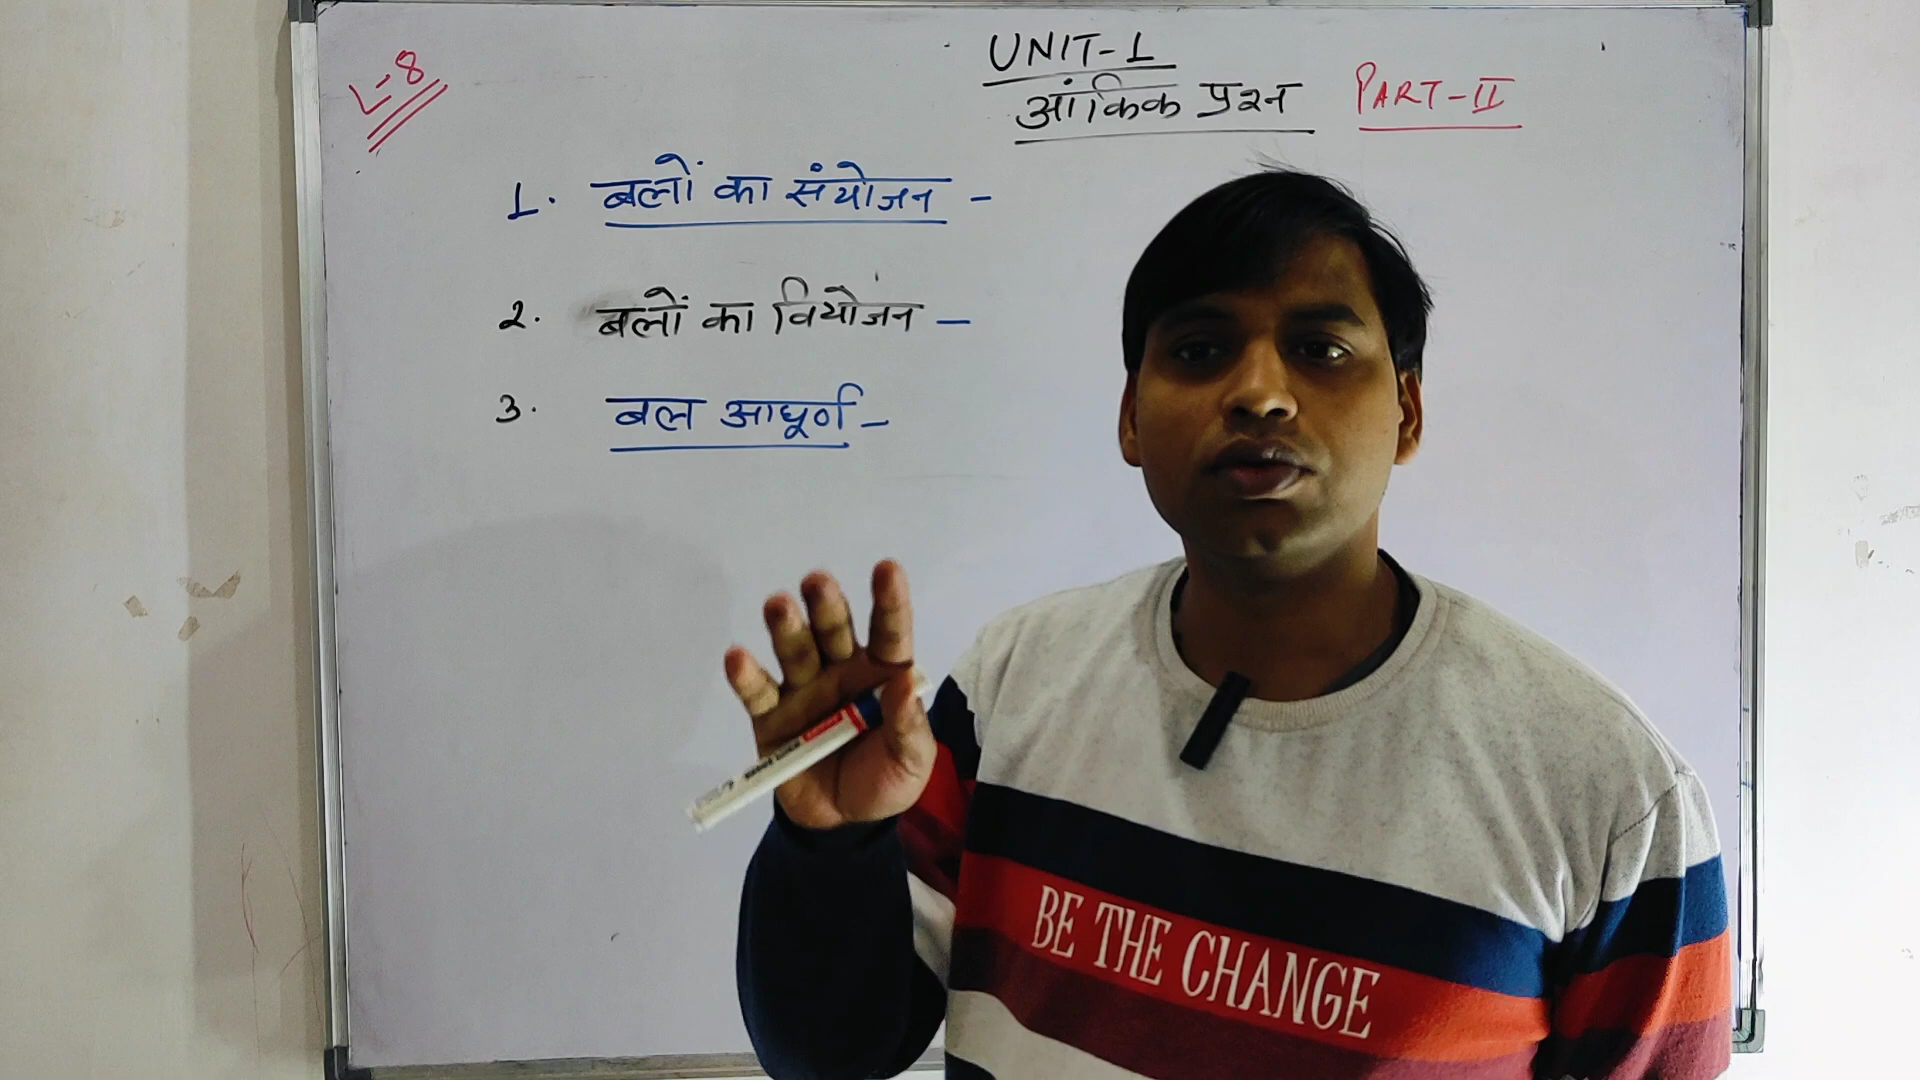 L-8
UNIT-1
आंकिक प्रश्न PART-II
1. बलों का संयोजन -
2. बलों का वियोजन -
3. बल आघूर्ण -
BE THE CHANGE